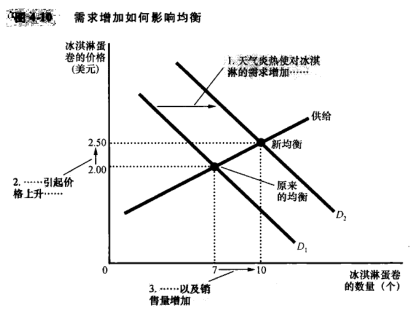 图 4-10 需求增加如何影响均衡
冰淇淋蛋
卷的价格
(美元)
1. 天气炎热使对冰淇
淋的需求增加……
供给
2.50
新均衡
2.00
2. ……引起价
格上升……
原来
的均衡
D₂
D₁
0
7
10
冰淇淋蛋卷
的数量(个)
3. ……以及销
售量增加